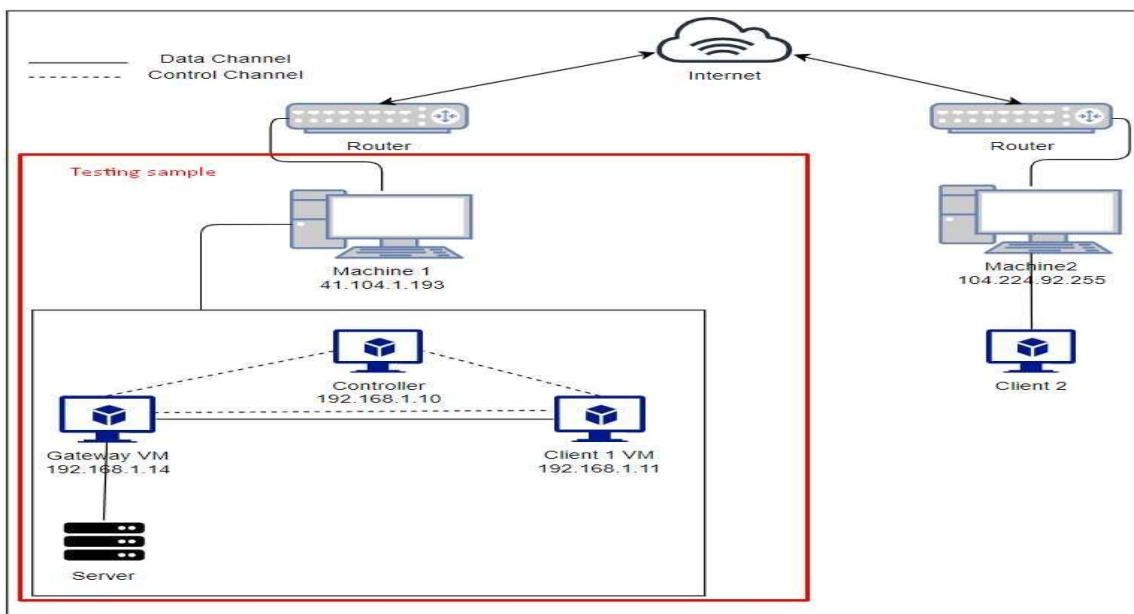 Data Channel
Control Channel
Internet
Router
Router
Testing sample
Machine 1
41.104.1.193
Machine2
104.224.92.255
Controller
192.168.1.10
Client 2
Gateway VM
192.168.1.14
Client 1 VM
192.168.1.11
Server